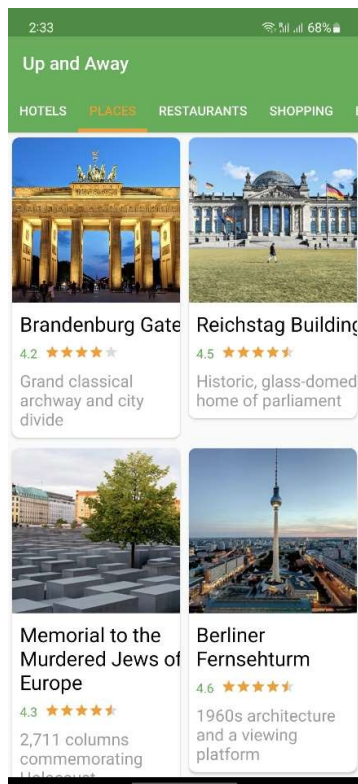 2:33
68%
Up and Away
HOTELS PLACES RESTAURANTS SHOPPING
Brandenburg Gate
4.2
Grand classical
archway and city
divide
Reichstag Building
4.5
Historic, glass-domed
home of parliament
Memorial to the
Murdered Jews of
Europe
4.3
2,711 columns
commemorating
Holocaust
Berliner
Fernsehturm
4.6
1960s architecture
and a viewing
platform